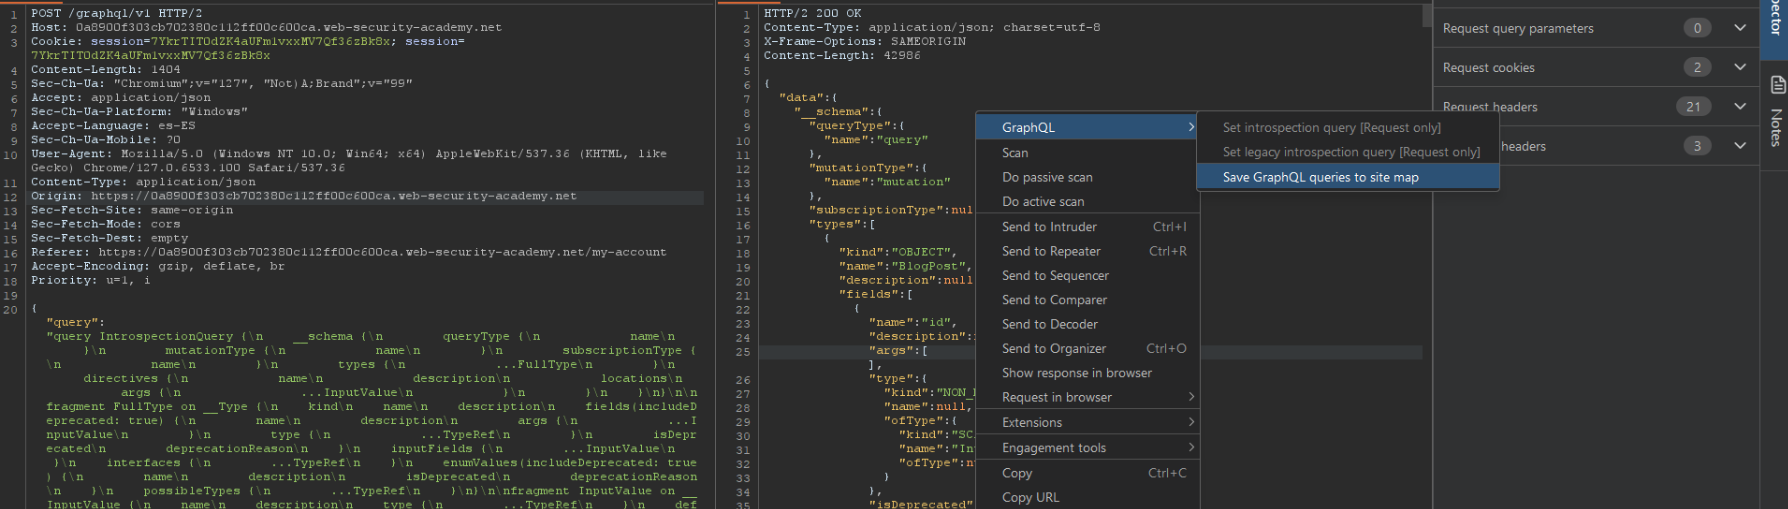 1 POST /graphql/v1 HTTP/2
2 Host: 0a8900f303cb702380c112ff00c600ca.web-security-academy.net
3 Cookie: session=7YkrTIT0dZK4aUFm1vxxMV7Qf36zBk8x; session=
7YkrTIT0dZK4aUFm1vxxMV7Qf36zBk8x
4 Content-Length: 1404
5 Sec-Ch-Ua: "Chromium";v="127", "Not)A;Brand";v="99"
6 Accept: application/json
7 Sec-Ch-Ua-Platform: "Windows"
8 Accept-Language: es-ES
9 Sec-Ch-Ua-Mobile: ?0
10 User-Agent: Mozilla/5.0 (Windows NT 10.0; Win64; x64) AppleWebKit/537.36 (KHTML, like
Gecko) Chrome/127.0.6533.100 Safari/537.36
11 Content-Type: application/json
12 Origin: https://0a8900f303cb702380c112ff00c600ca.web-security-academy.net
13 Sec-Fetch-Site: same-origin
14 Sec-Fetch-Mode: cors
15 Sec-Fetch-Dest: empty
16 Referer: https://0a8900f303cb702380c112ff00c600ca.web-security-academy.net/my-account
17 Accept-Encoding: gzip, deflate, br
18 Priority: u=1, i
19
20 {
"query":
"query IntrospectionQuery {\n __schema {\n queryType {\n name\n
}\n mutationType {\n name\n }\n subscriptionType {
\n name\n }\n types {\n ...FullType\n }\n
directives {\n name\n description\n locations\n
args {\n ...InputValue\n }\n }\n }\n}\n\n
fragment FullType on __Type {\n kind\n name\n description\n fields(includeD
eprecated: true) {\n name\n description\n args {\n ...I
nputValue\n }\n type {\n ...TypeRef\n }\n isDepr
ecated\n deprecationReason\n }\n inputFields {\n ...InputValue\n
}\n interfaces {\n ...TypeRef\n }\n enumValues(includeDeprecated: true
) {\n name\n description\n isDeprecated\n deprecationReason
\n }\n possibleTypes {\n ...TypeRef\n }\n}\n\nfragment InputValue on __
InputValue {\n name\n description\n type {\n ...TypeRef\n }\n def
1 HTTP/2 200 OK
2 Content-Type: application/json; charset=utf-8
3 X-Frame-Options: SAMEORIGIN
4 Content-Length: 42986
5
6 {
7 "data":{
8 "__schema":{
9 "queryType":{
10 "name":"query"
11 },
12 "mutationType":{
13 "name":"mutation"
14 },
15 "subscriptionType":null
16 "types":[
17 {
18 "kind":"OBJECT",
19 "name":"BlogPost",
20 "description":null
21 "fields":[
22 {
23 "name":"id",
24 "description":
25 "args":[
],
26 "type":{
27 "kind":"NON_
28 "name":null,
29 "ofType":{
30 "kind":"SC
31 "name":"In
32 "ofType":n
33 }
34 },
35 "isDeprecated"
GraphQL
Scan
Do passive scan
Do active scan
Send to Intruder Ctrl+I
Send to Repeater Ctrl+R
Send to Sequencer
Send to Comparer
Send to Decoder
Send to Organizer Ctrl+O
Show response in browser
Request in browser
Extensions
Engagement tools
Copy Ctrl+C
Copy URL
Set introspection query [Request only]
Set legacy introspection query [Request only]
Save GraphQL queries to site map
Request query parameters 0
Request cookies 2
Request headers 21
headers 3
pector
Notes